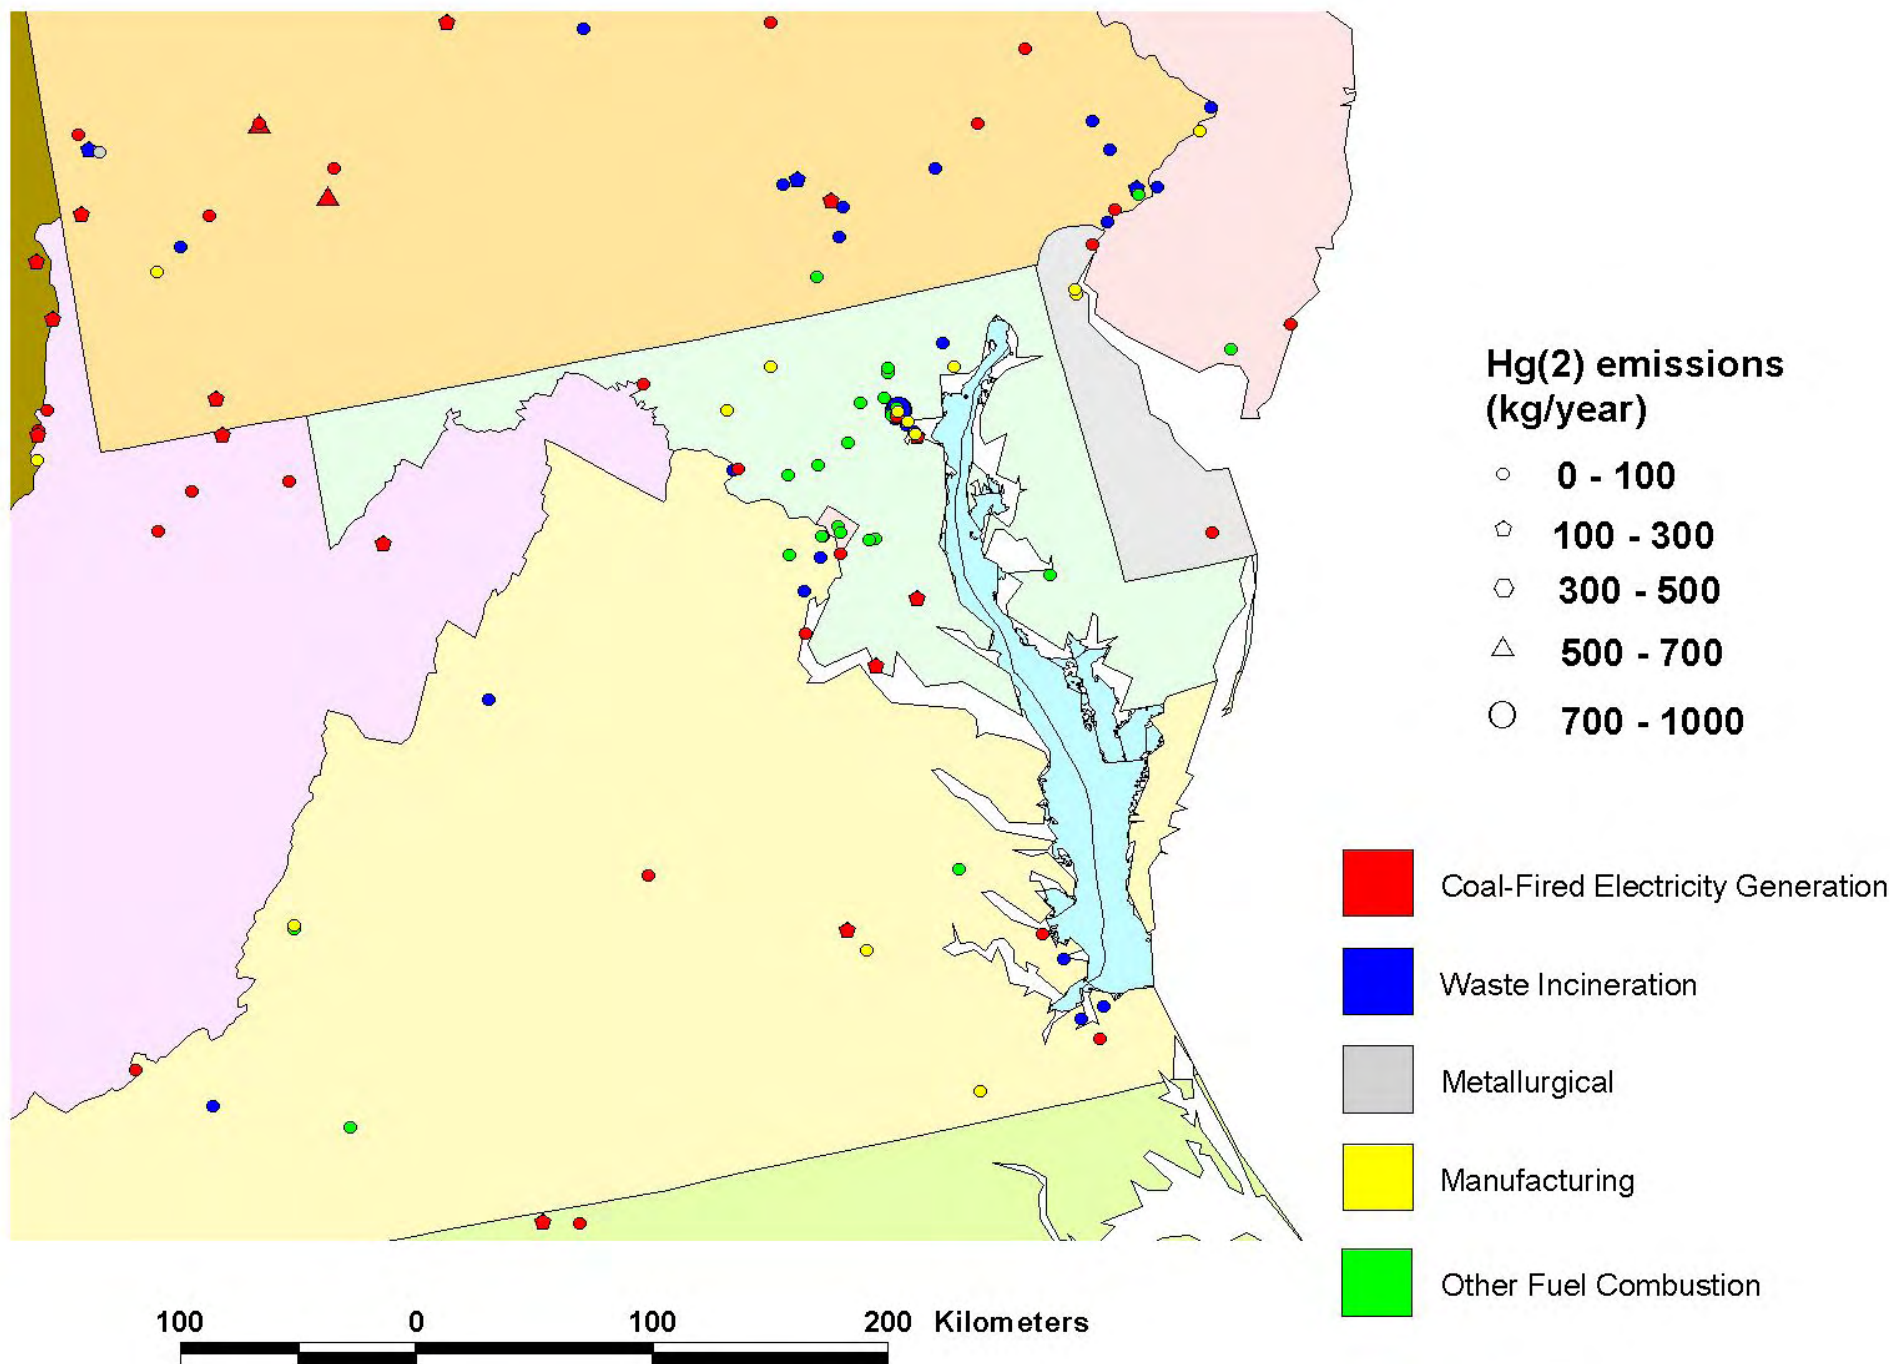 Hg(2) emissions
(kg/year)
0 - 100
100 - 300
300 - 500
500 - 700
700 - 1000
Coal-Fired Electricity Generation
Waste Incineration
Metallurgical
Manufacturing
Other Fuel Combustion
100 0 100 200 Kilometers